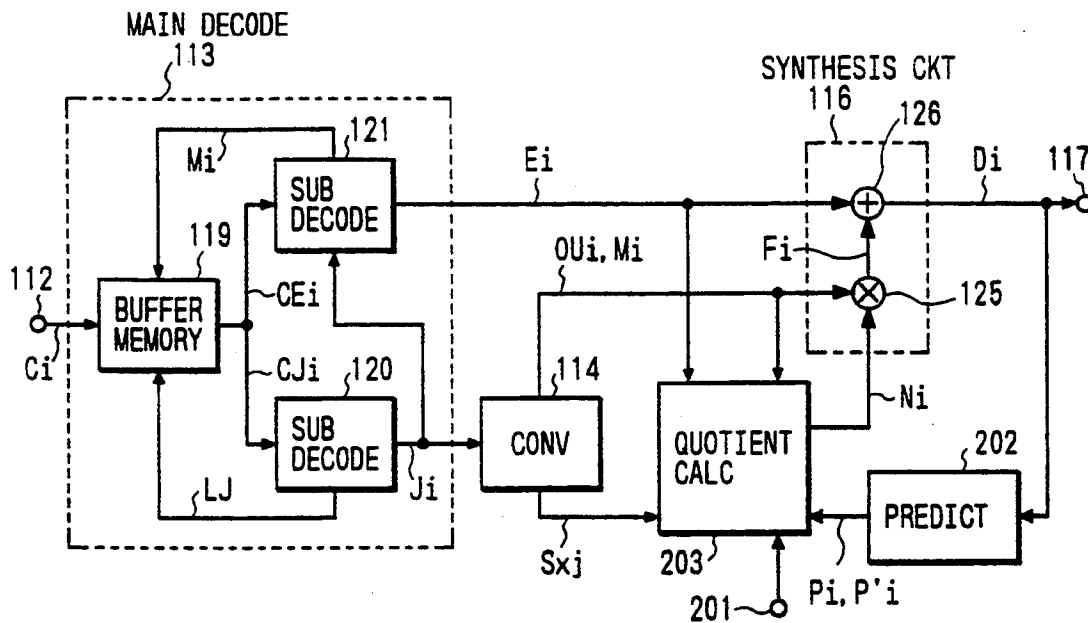 MAIN DECODE
113
SYNTHESIS CKT
116
126
117
121
Mi
Ei
Di
SUB
DECODE
119
OUi, Mi
Fi
112
CEi
125
BUFFER
MEMORY
Ci
CJi
120
114
Ni
SUB
DECODE
CONV
QUOTIENT
CALC
202
LJ
Ji
PREDICT
Sxj
203
Pi, P'i
201